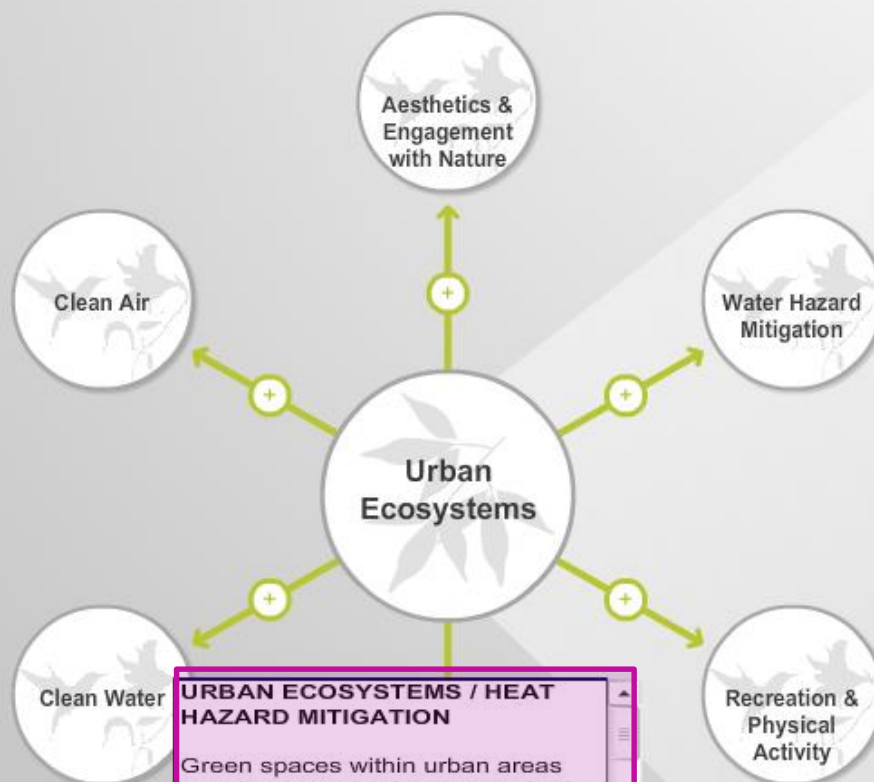 Aesthetics &
Engagement
with Nature
Clean Air
Water Hazard
Mitigation
+
+
+
Urban
Ecosystems
+
+
Clean Water
URBAN ECOSYSTEMS / HEAT
HAZARD MITIGATION
Green spaces within urban areas
Recreation &
Physical
Activity